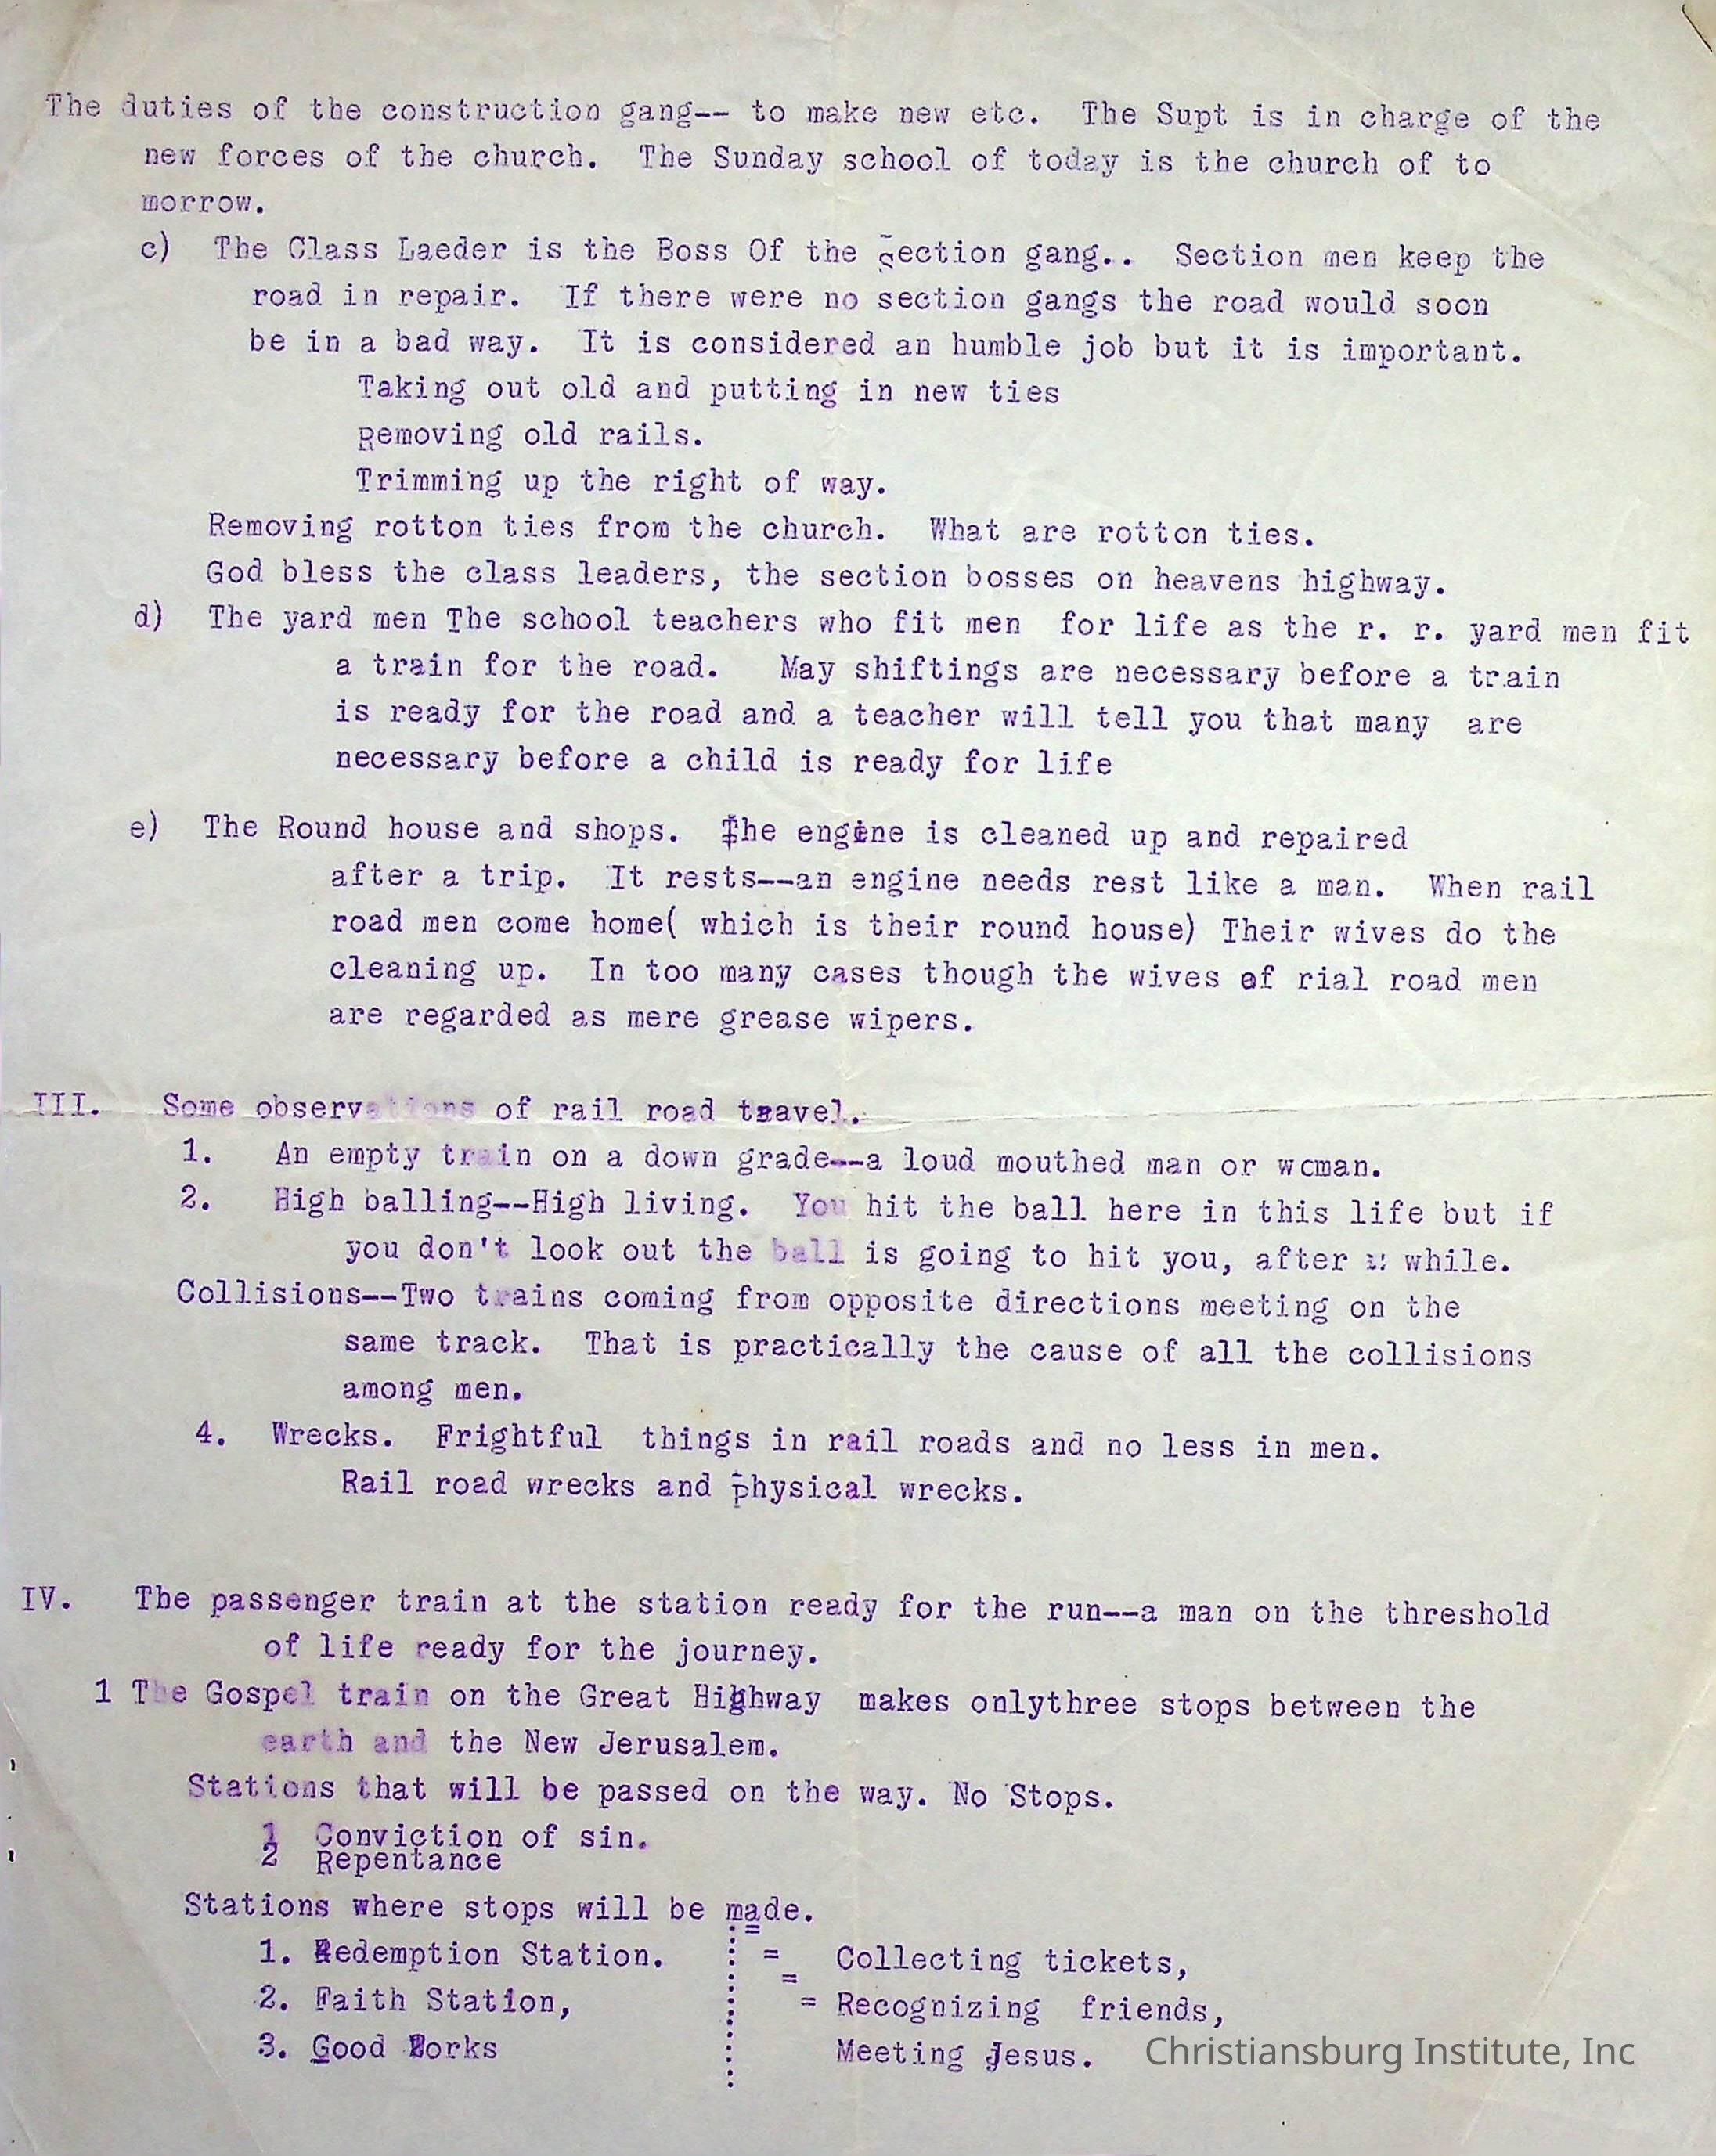 The duties of the construction gang-- to make new etc.  The Supt is in charge of the
new forces of the church.  The Sunday school of today is the church of to
morrow.
c)  The Class Laeder is the Boss Of the Section gang..  Section men keep the
road in repair.  If there were no section gangs the road would soon
be in a bad way.  It is considered an humble job but it is important.
Taking out old and putting in new ties
Removing old rails.
Trimming up the right of way.
Removing rotton ties from the church.  What are rotton ties.
God bless the class leaders, the section bosses on heavens highway.
d)  The yard men The school teachers who fit men  for life as the r. r. yard men fit
a train for the road.   May shiftings are necessary before a train
is ready for the road and a teacher will tell you that many  are
necessary before a child is ready for life
e)  The Round house and shops.  The engine is cleaned up and repaired
after a trip.  It rests--an engine needs rest like a man.  When rail
road men come home( which is their round house) Their wives do the
cleaning up.  In too many cases though the wives of rial road men
are regarded as mere grease wipers.
III.   Some observations of rail road travel.
1.   An empty train on a down grade--a loud mouthed man or woman.
2.   High balling--High living.  You hit the ball here in this life but if
you don't look out the ball is going to hit you, after while.
Collisions--Two trains coming from opposite directions meeting on the
same track.  That is practically the cause of all the collisions
among men.
4.  Wrecks.  Frightful  things in rail roads and no less in men.
Rail road wrecks and physical wrecks.
IV.   The passenger train at the station ready for the run--a man on the threshold
of life ready for the journey.
1 The Gospel train on the Great Highway  makes onlythree stops between the
earth and the New Jerusalem.
Stations that will be passed on the way. No Stops.
1  Conviction of sin.
2  Repentance
Stations where stops will be made.
1. Redemption Station.   = Collecting tickets,
2. Faith Station,   = Recognizing  friends,
3. Good Works   Meeting Jesus.
Christiansburg Institute, Inc